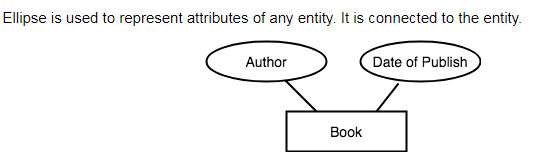 Ellipse is used to represent attributes of any entity. It is connected to the entity.
Author
Date of Publish
Book